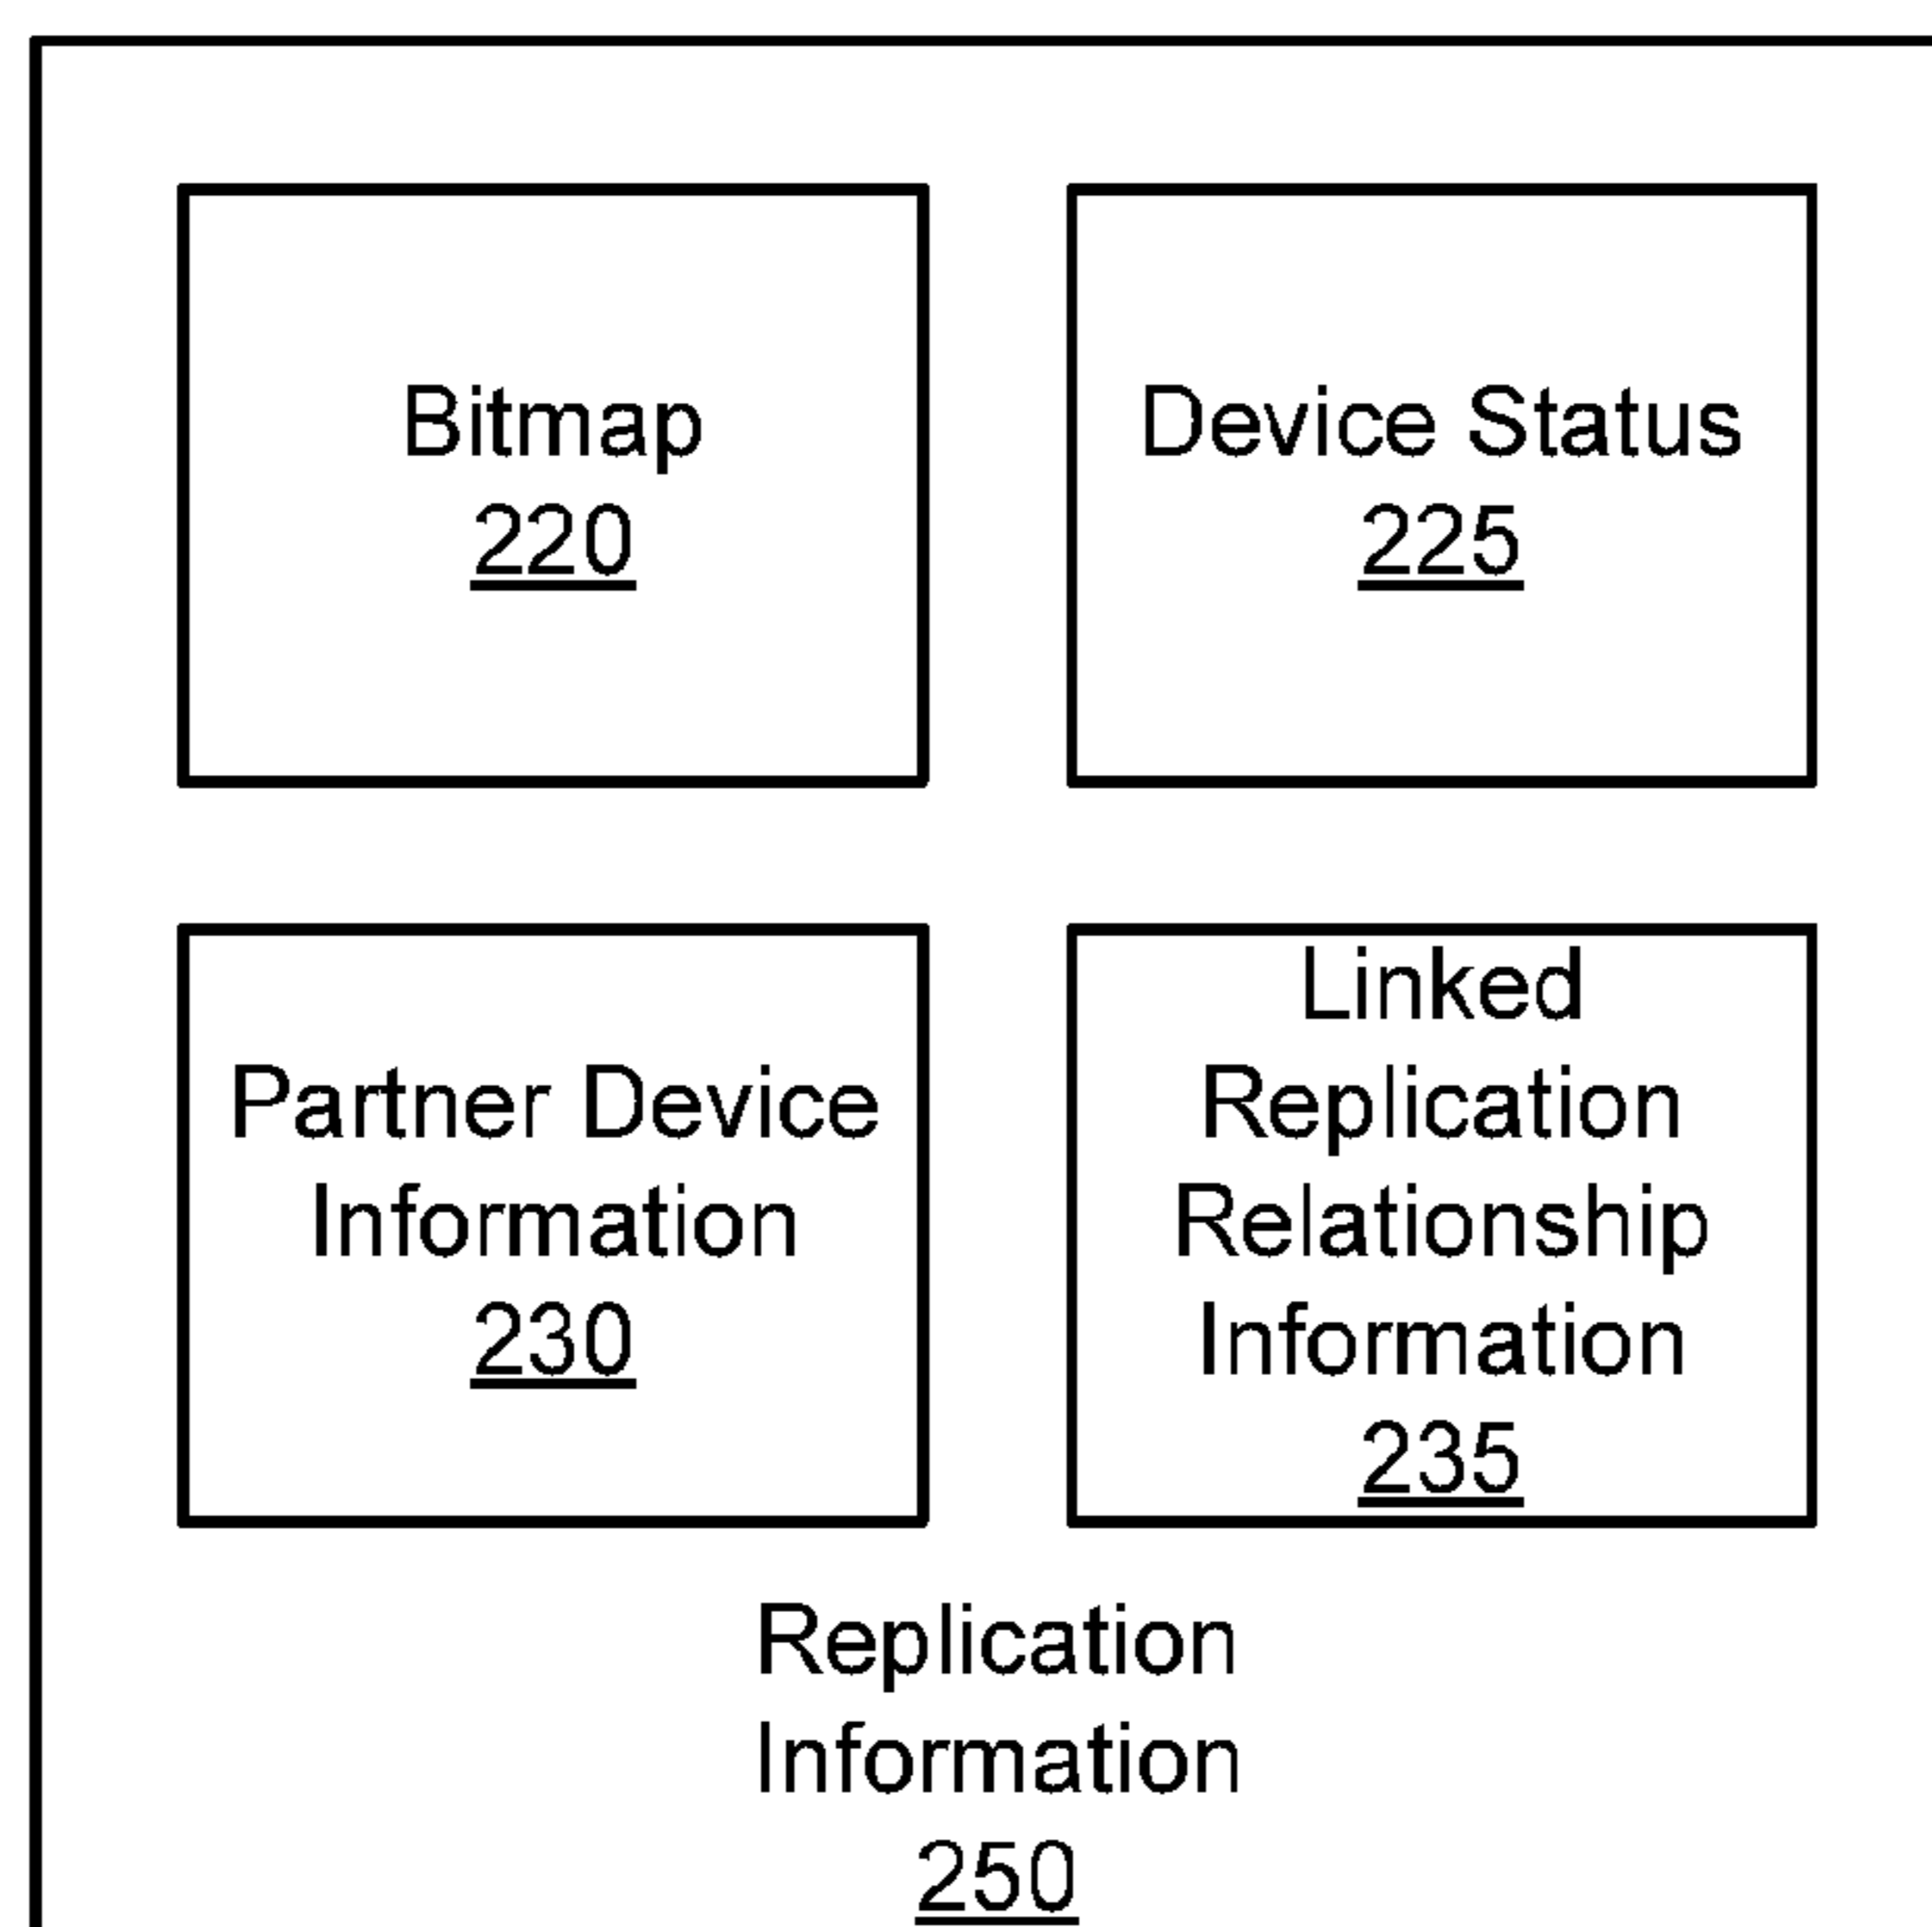 Bitmap
220
Device Status
225
Partner Device
Information
230
Linked
Replication
Relationship
Information
235
Replication
Information
250